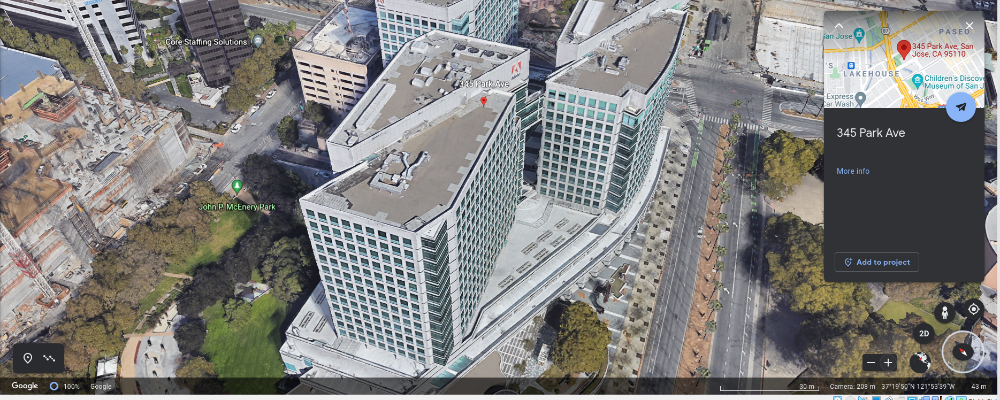 zoom
Core Staffing Solutions
Adobe
345 Park Ave
John P. McEnery Park
87
PASEO
San Jose
345 Park Ave, San
Jose, CA 95110
'S
LAKEHOUSE
Children's Discove
Museum of San J
Express
Car Wash
Woz Way
345 Park Ave
More info
Add to project
2D
Google
100%
Google
30 m
Camera: 208 m
37°19'50"N 121°53'39"W
43 m